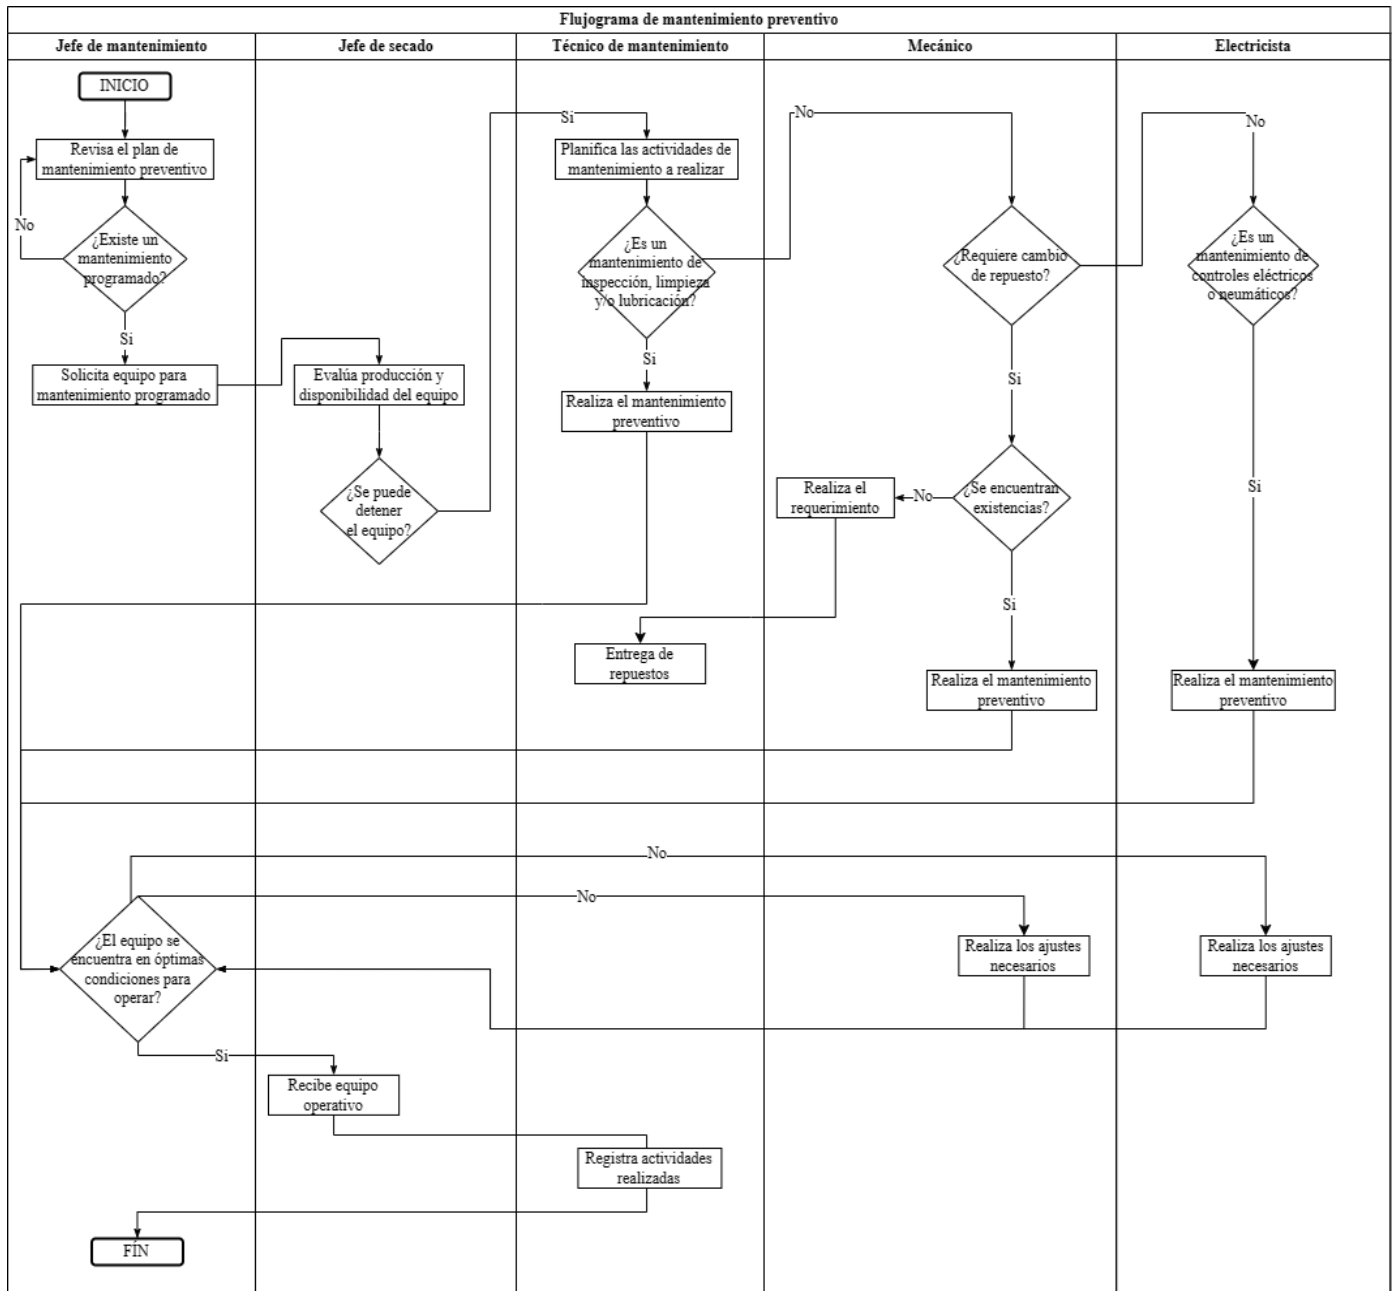 Flujograma de mantenimiento preventivo
Jefe de mantenimiento
Jefe de secado
Técnico de mantenimiento
Mecánico
Electricista
INICIO
Revisa el plan de
mantenimiento preventivo
No
¿Existe un
mantenimiento
programado?
Si
Solicita equipo para
mantenimiento programado
Evalúa producción y
disponibilidad del equipo
¿Se puede
detener
el equipo?
Si
Planifica las actividades de
mantenimiento a realizar
¿Es un
mantenimiento de
inspección, limpieza
y/o lubricación?
Si
Realiza el mantenimiento
preventivo
No
¿Requiere cambio
de repuesto?
Si
¿Se encuentran
existencias?
No
Realiza el
requerimiento
Entrega de
repuestos
Si
Realiza el mantenimiento
preventivo
No
¿Es un
mantenimiento de
controles eléctricos
o neumáticos?
Si
Realiza el mantenimiento
preventivo
No
No
¿El equipo se
encuentra en óptimas
condiciones para
operar?
Realiza los ajustes
necesarios
Realiza los ajustes
necesarios
Si
Recibe equipo
operativo
Registra actividades
realizadas
FÍN